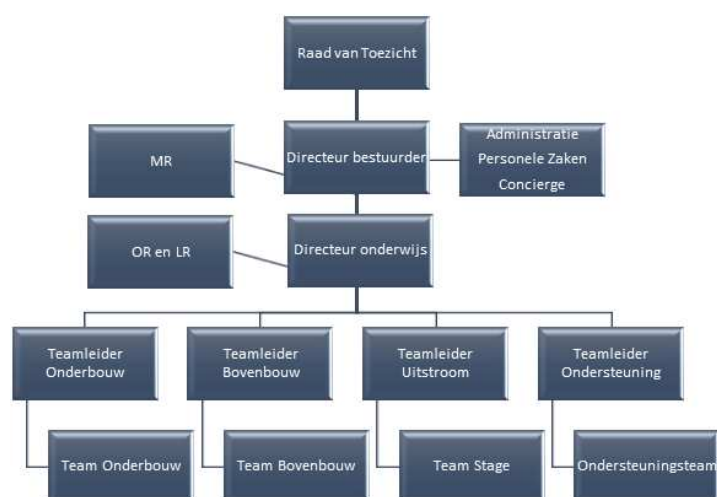 Raad van Toezicht
MR
Directeur bestuurder
Administratie
Personele Zaken
Concierge
OR en LR
Directeur onderwijs
Teamleider
Onderbouw
Teamleider
Bovenbouw
Teamleider
Uitstroom
Teamleider
Ondersteuning
Team Onderbouw
Team Bovenbouw
Team Stage
Ondersteuningsteam